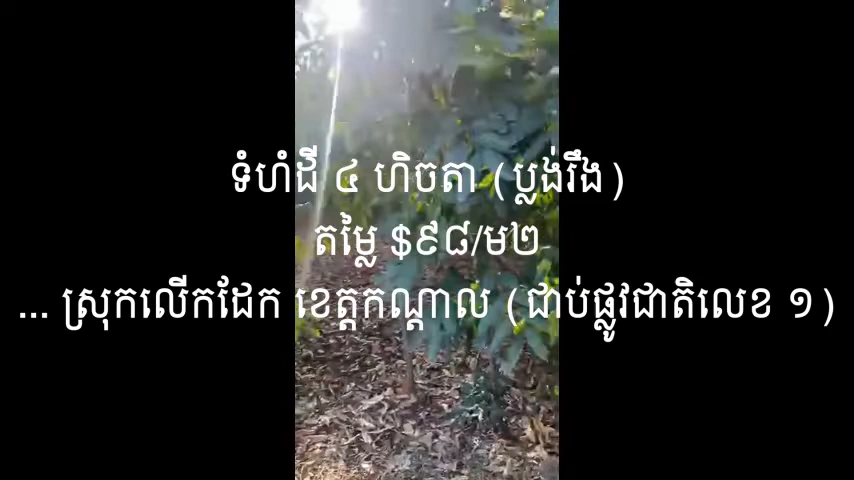 ទំហំដី ៤ ហិចតា (ប្លង់រឹង)
តម្លៃ $៩៨/ម២
... ស្រុកលើកដែក ខេត្តកណ្តាល (ជាប់ផ្លូវជាតិលេខ ១)